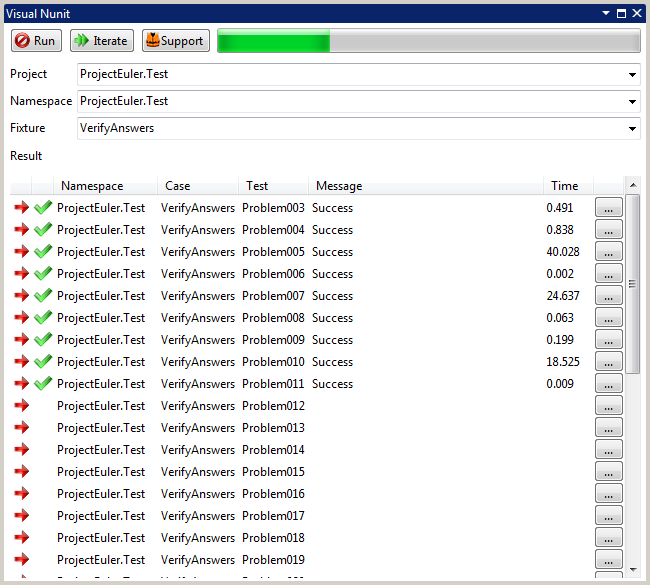 Visual Nunit
Run Iterate Support
Project ProjectEuler.Test
Namespace ProjectEuler.Test
Fixture VerifyAnswers
Result
Namespace Case Test Message Time
ProjectEuler.Test VerifyAnswers Problem003 Success 0.491 ...
ProjectEuler.Test VerifyAnswers Problem004 Success 0.838 ...
ProjectEuler.Test VerifyAnswers Problem005 Success 40.028 ...
ProjectEuler.Test VerifyAnswers Problem006 Success 0.002 ...
ProjectEuler.Test VerifyAnswers Problem007 Success 24.637 ...
ProjectEuler.Test VerifyAnswers Problem008 Success 0.063 ...
ProjectEuler.Test VerifyAnswers Problem009 Success 0.199 ...
ProjectEuler.Test VerifyAnswers Problem010 Success 18.525 ...
ProjectEuler.Test VerifyAnswers Problem011 Success 0.009 ...
ProjectEuler.Test VerifyAnswers Problem012 ...
ProjectEuler.Test VerifyAnswers Problem013 ...
ProjectEuler.Test VerifyAnswers Problem014 ...
ProjectEuler.Test VerifyAnswers Problem015 ...
ProjectEuler.Test VerifyAnswers Problem016 ...
ProjectEuler.Test VerifyAnswers Problem017 ...
ProjectEuler.Test VerifyAnswers Problem018 ...
ProjectEuler.Test VerifyAnswers Problem019 ...